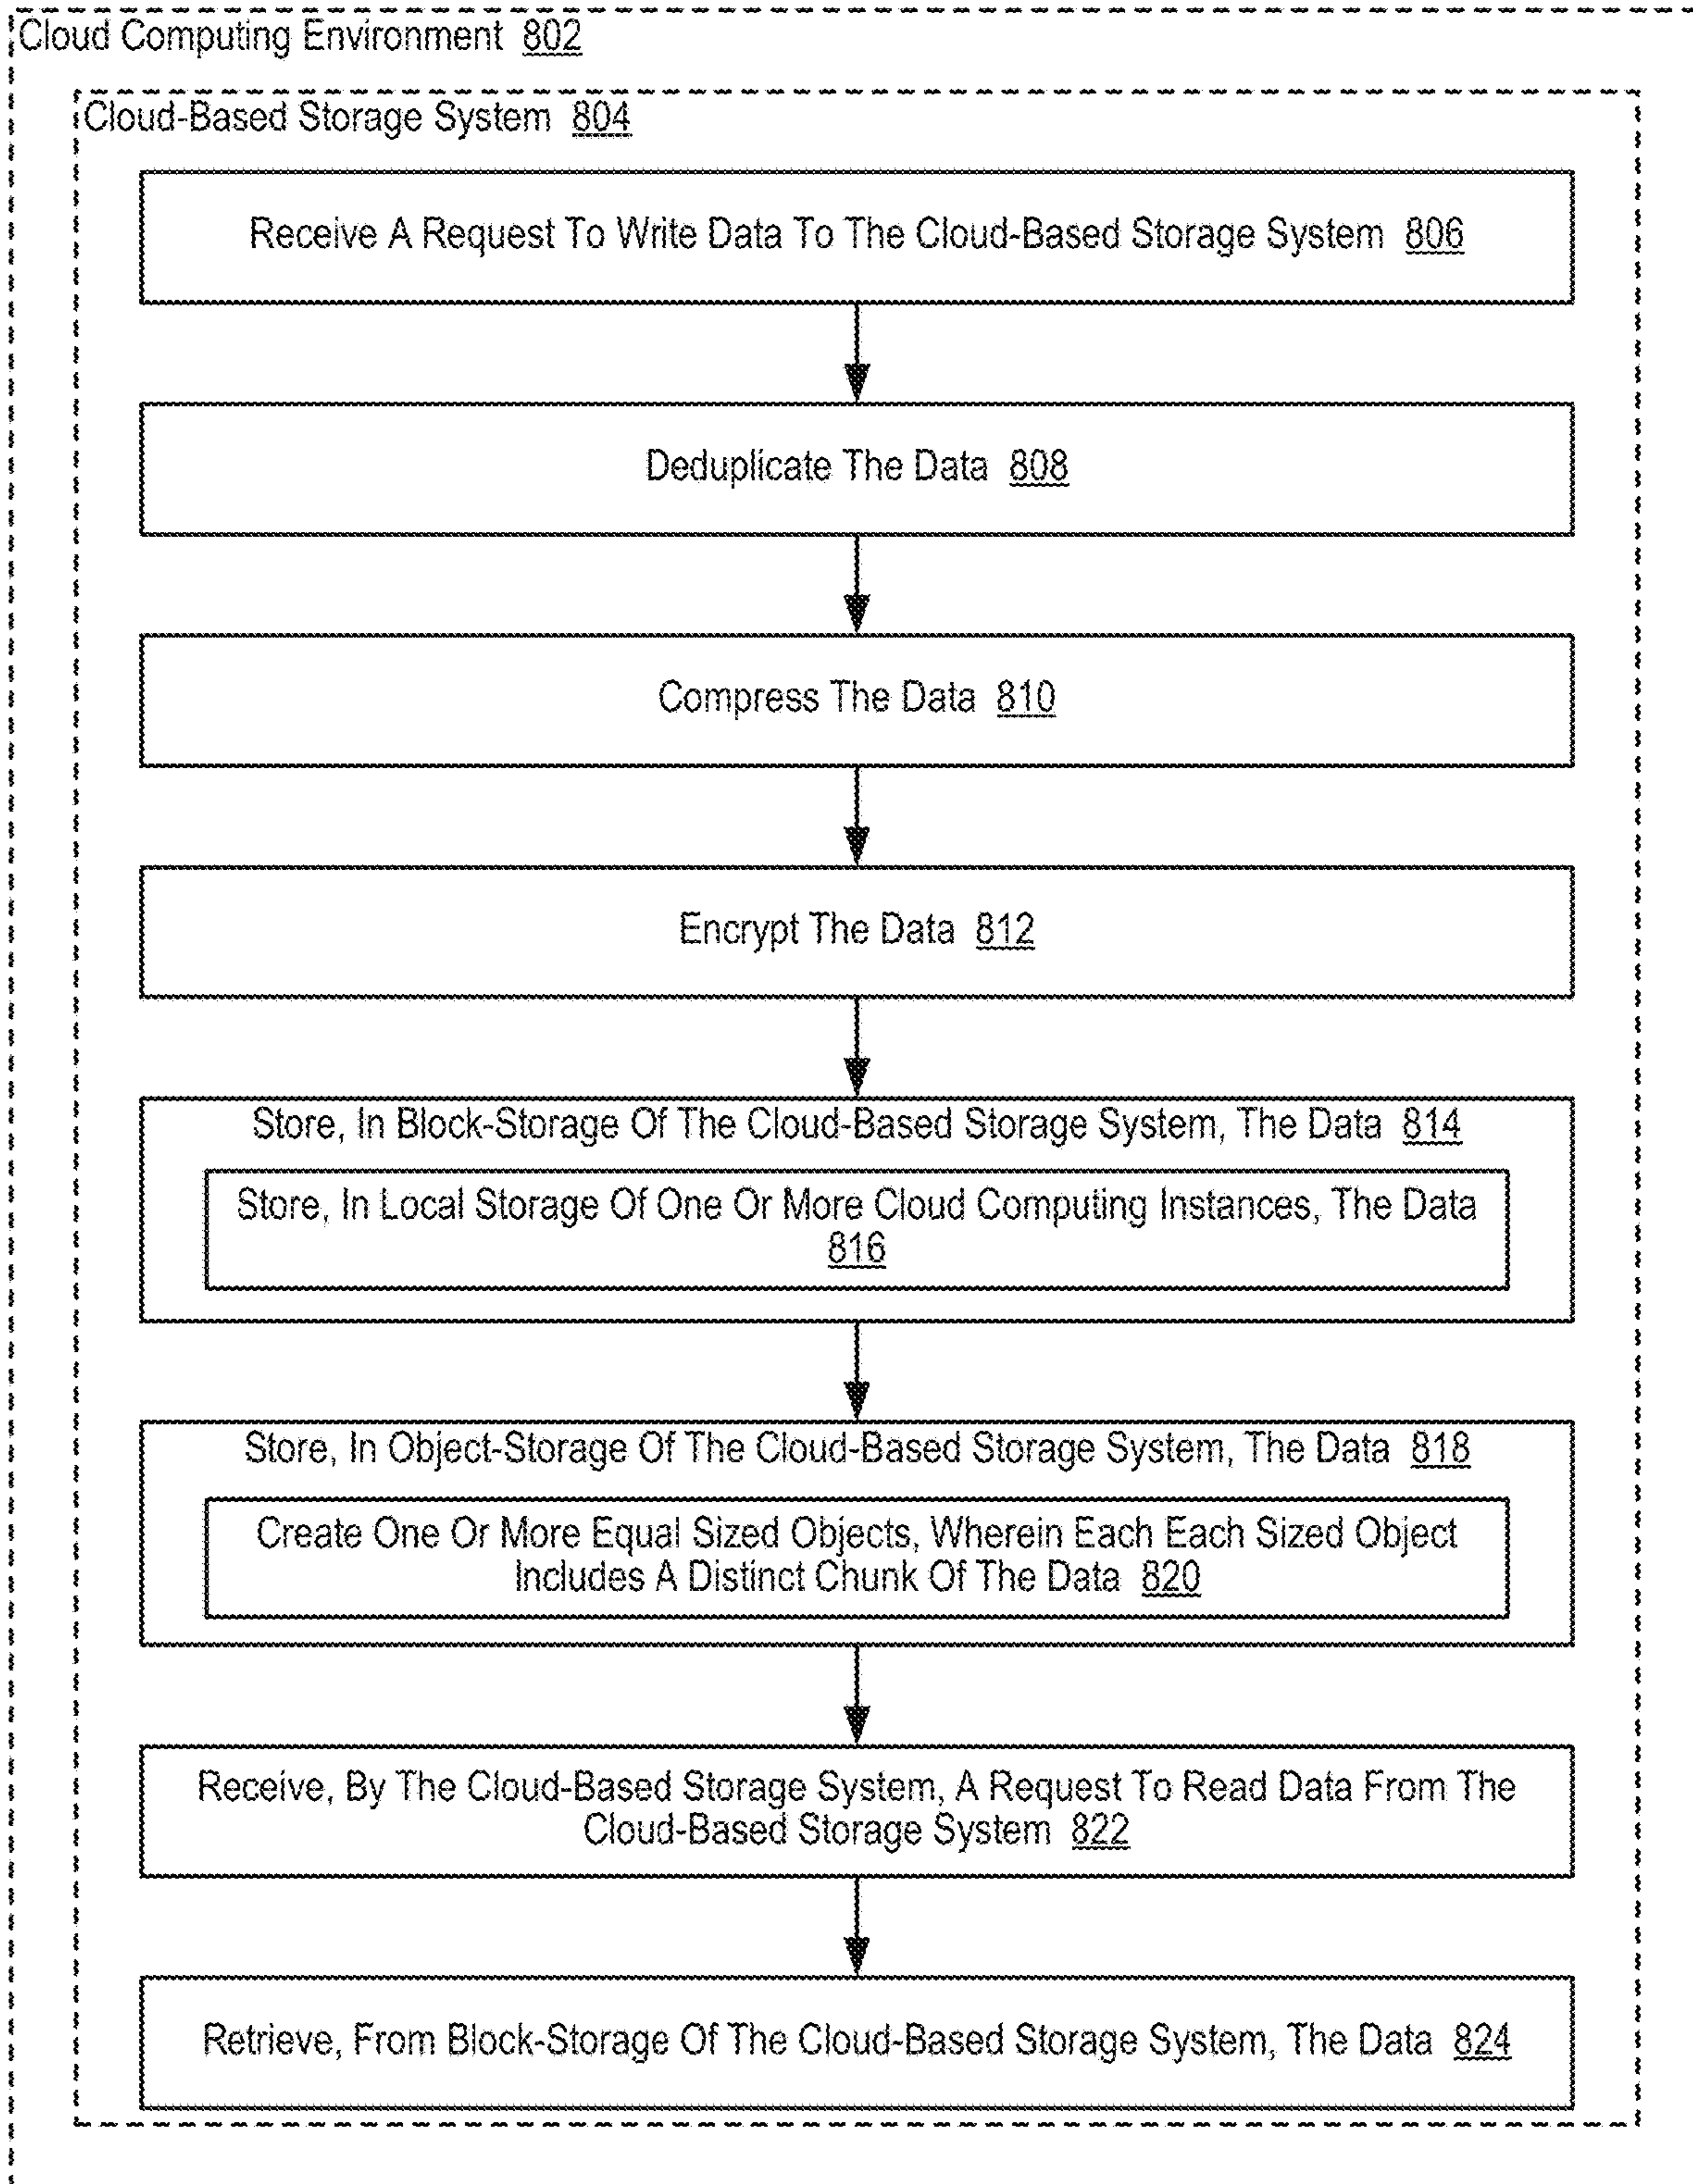 Cloud Computing Environment 802
Cloud-Based Storage System 804
Receive A Request To Write Data To The Cloud-Based Storage System 806
Deduplicate The Data 808
Compress The Data 810
Encrypt The Data 812
Store, In Block-Storage Of The Cloud-Based Storage System, The Data 814
Store, In Local Storage Of One Or More Cloud Computing Instances, The Data
816
Store, In Object-Storage Of The Cloud-Based Storage System, The Data 818
Create One Or More Equal Sized Objects, Wherein Each Each Sized Object
Includes A Distinct Chunk Of The Data 820
Receive, By The Cloud-Based Storage System, A Request To Read Data From The
Cloud-Based Storage System 822
Retrieve, From Block-Storage Of The Cloud-Based Storage System, The Data 824